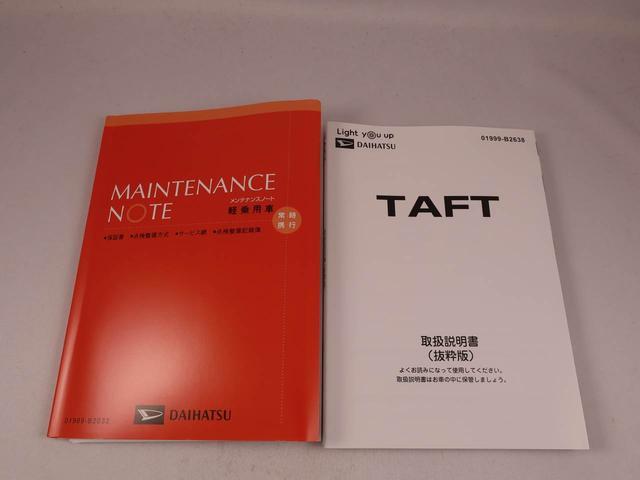 MAINTENANCE
NOTE
メンテナンスノート
軽乗用車
常時
携行
●保証書 ●点検整備方式 ●サービス網 ●点検整備記録簿
DAIHATSU
01999-B2032
Light you up
DAIHATSU
01999-B2638
TAFT
取扱説明書
(抜粋版)
よくお読みになって使用してください。
取扱説明書はお車の中に保管しましょう。